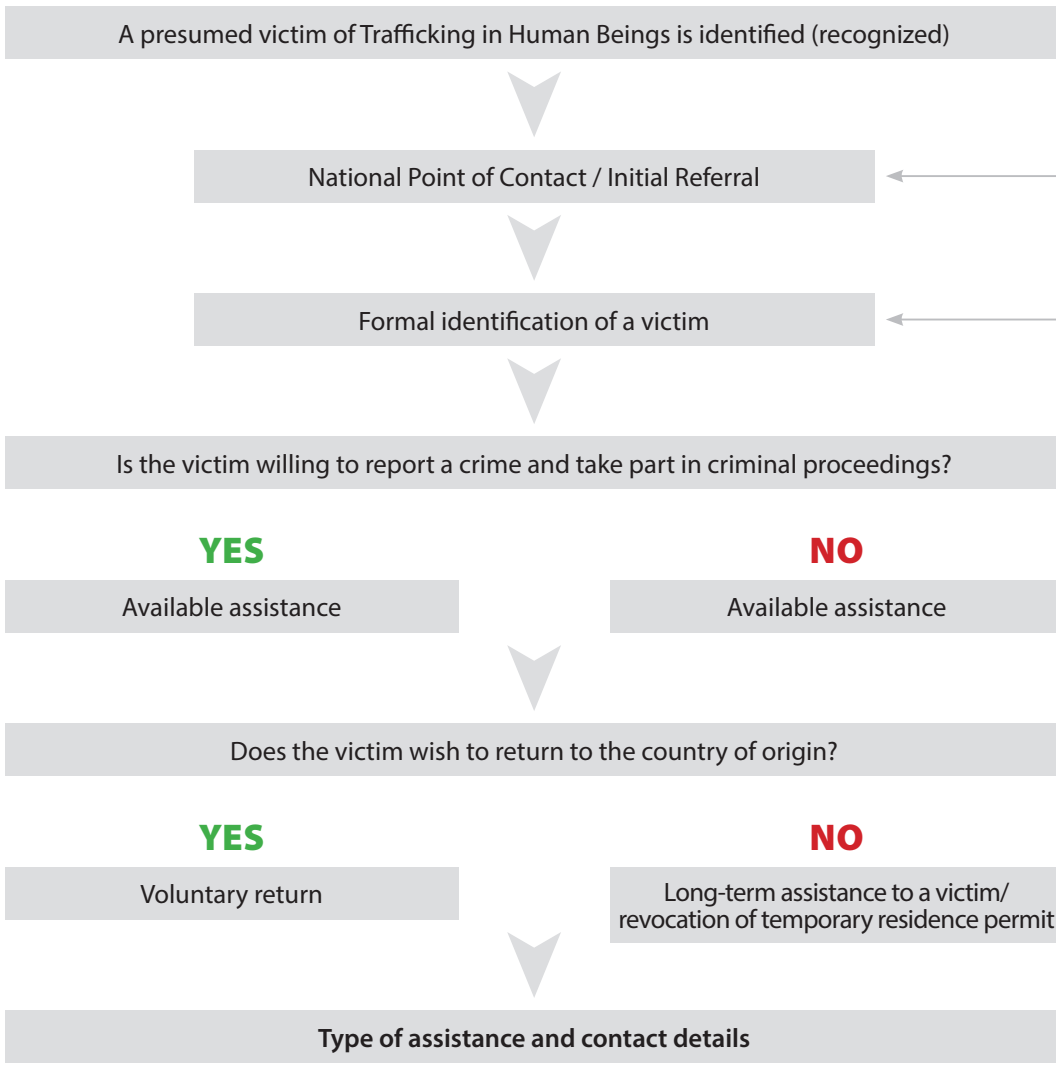 A presumed victim of Trafficking in Human Beings is identified (recognized)
National Point of Contact / Initial Referral
Formal identification of a victim
Is the victim willing to report a crime and take part in criminal proceedings?
YES
NO
Available assistance
Available assistance
Does the victim wish to return to the country of origin?
YES
NO
Voluntary return
Long-term assistance to a victim/
revocation of temporary residence permit
Type of assistance and contact details